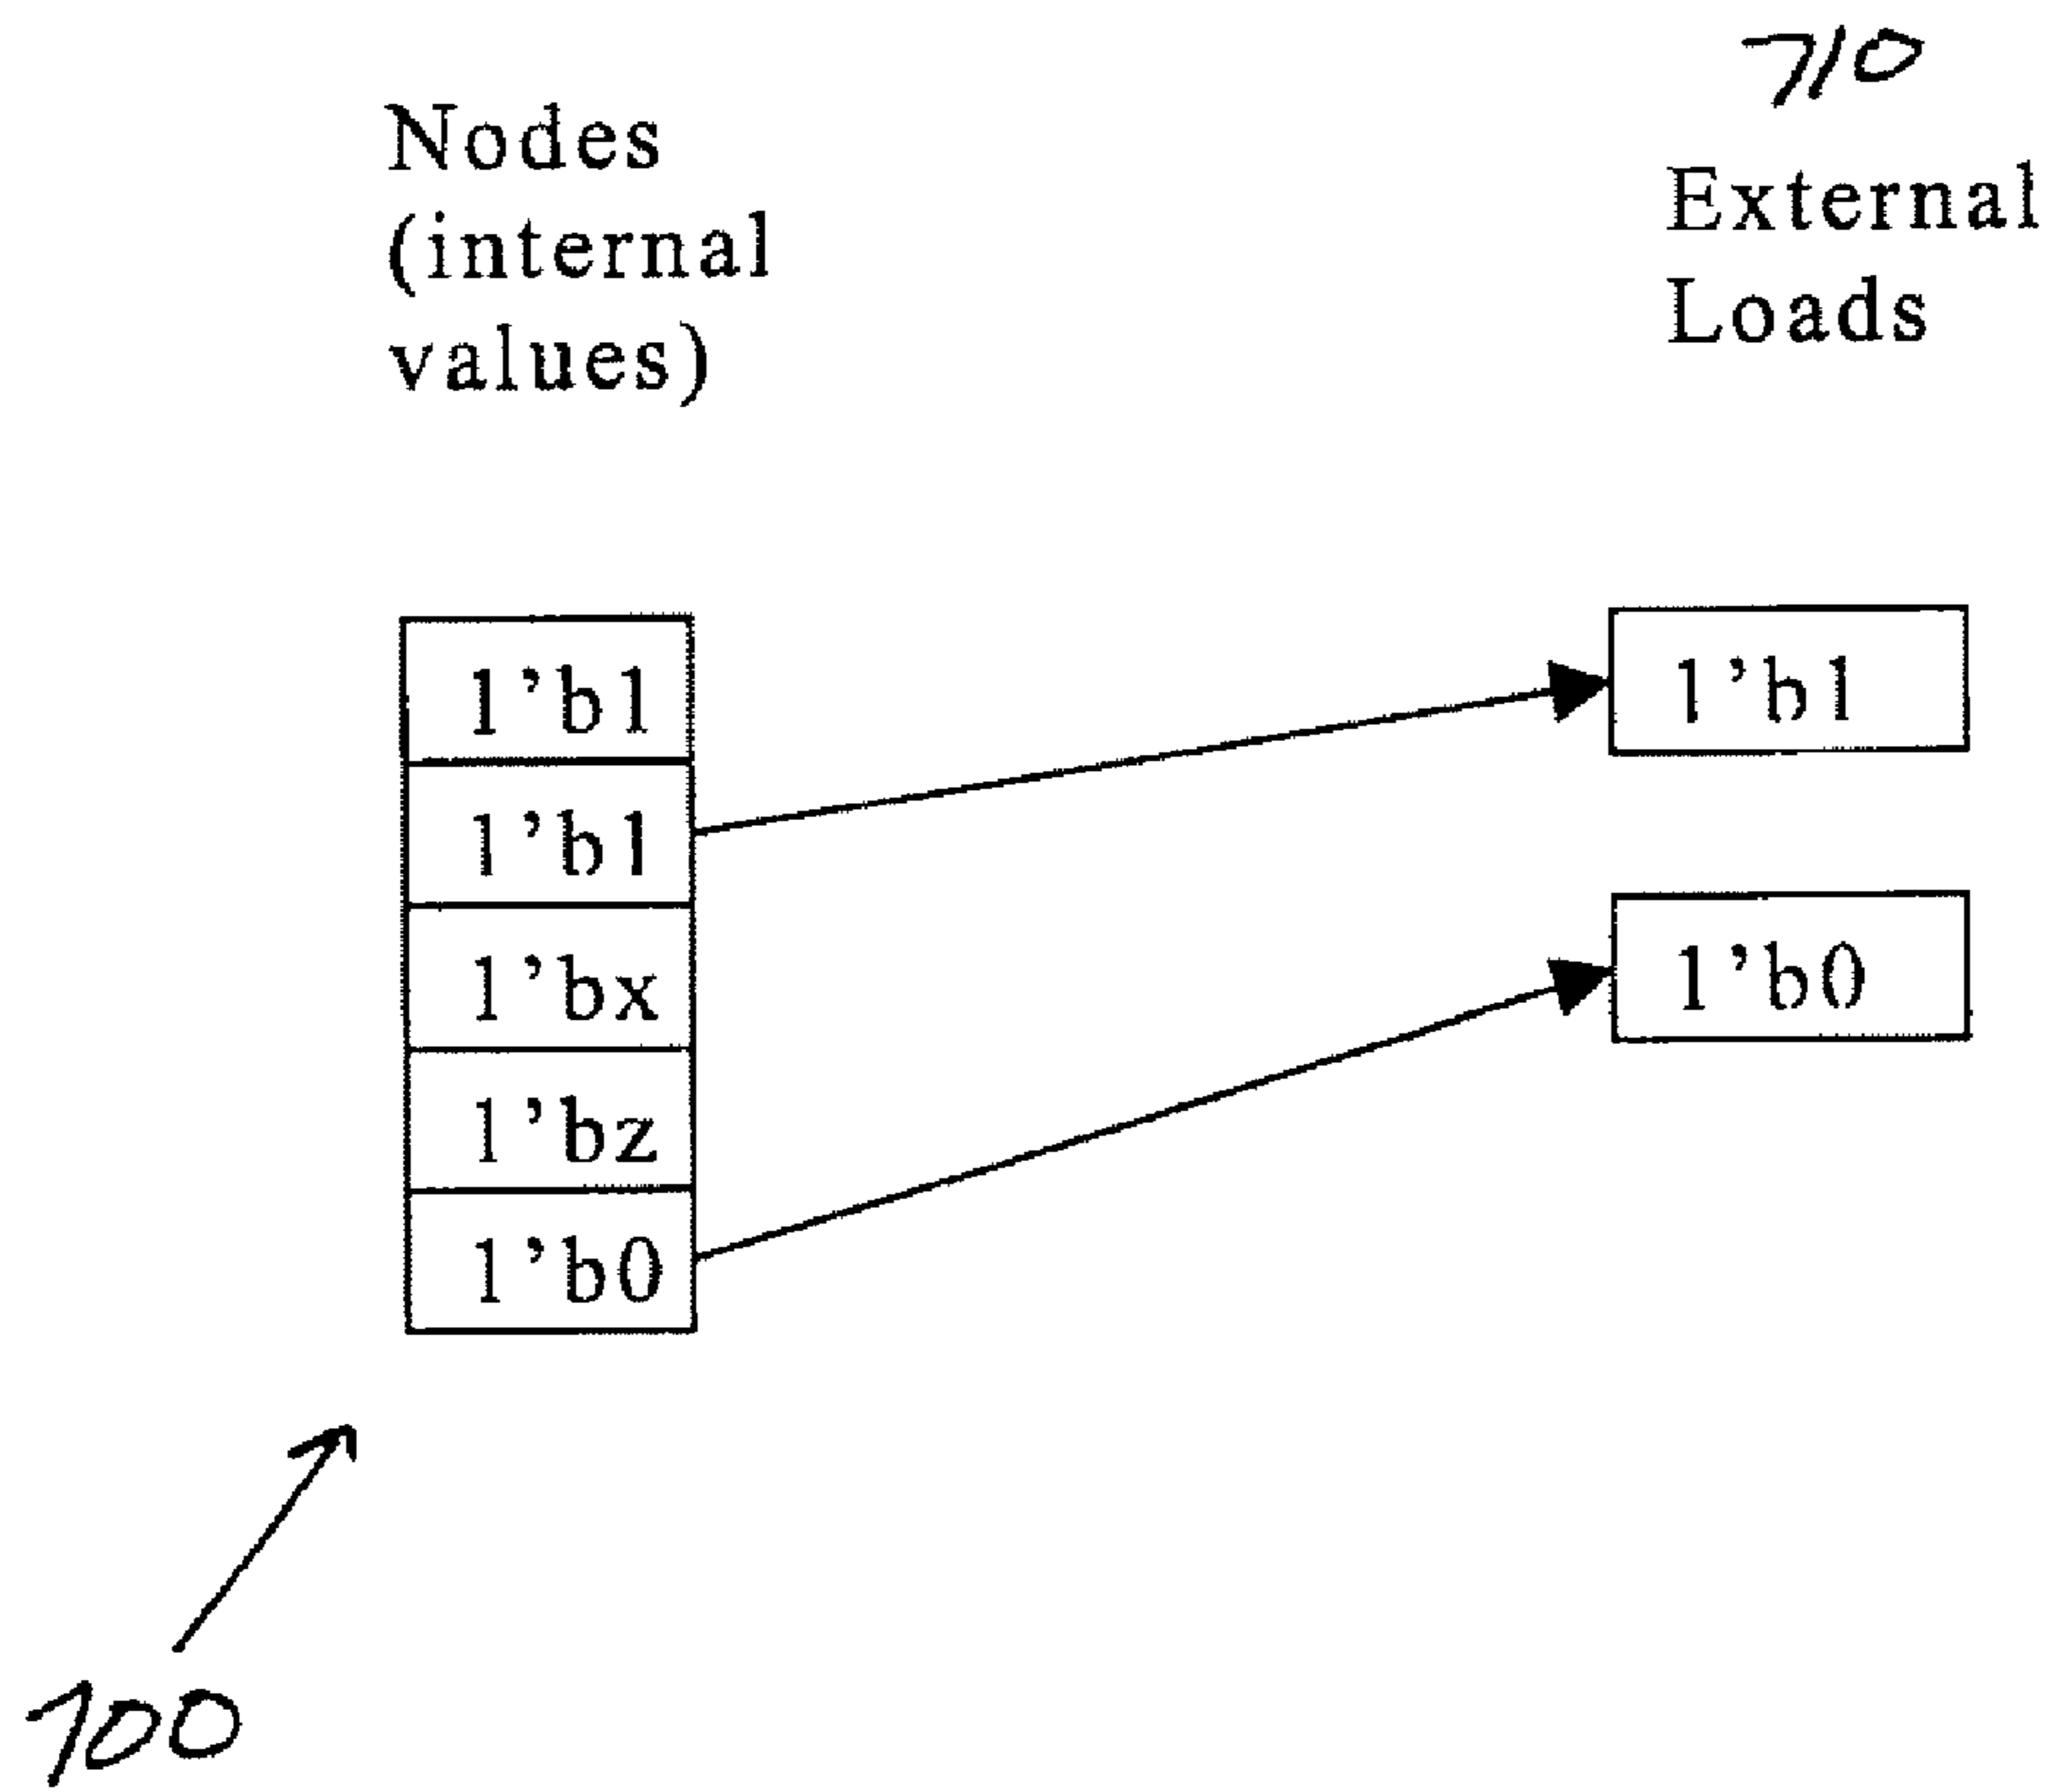 710
Nodes
(internal
values)
External
Loads
1'b1
1'b1
1'bx
1'bz
1'b0
1'b1
1'b0
700